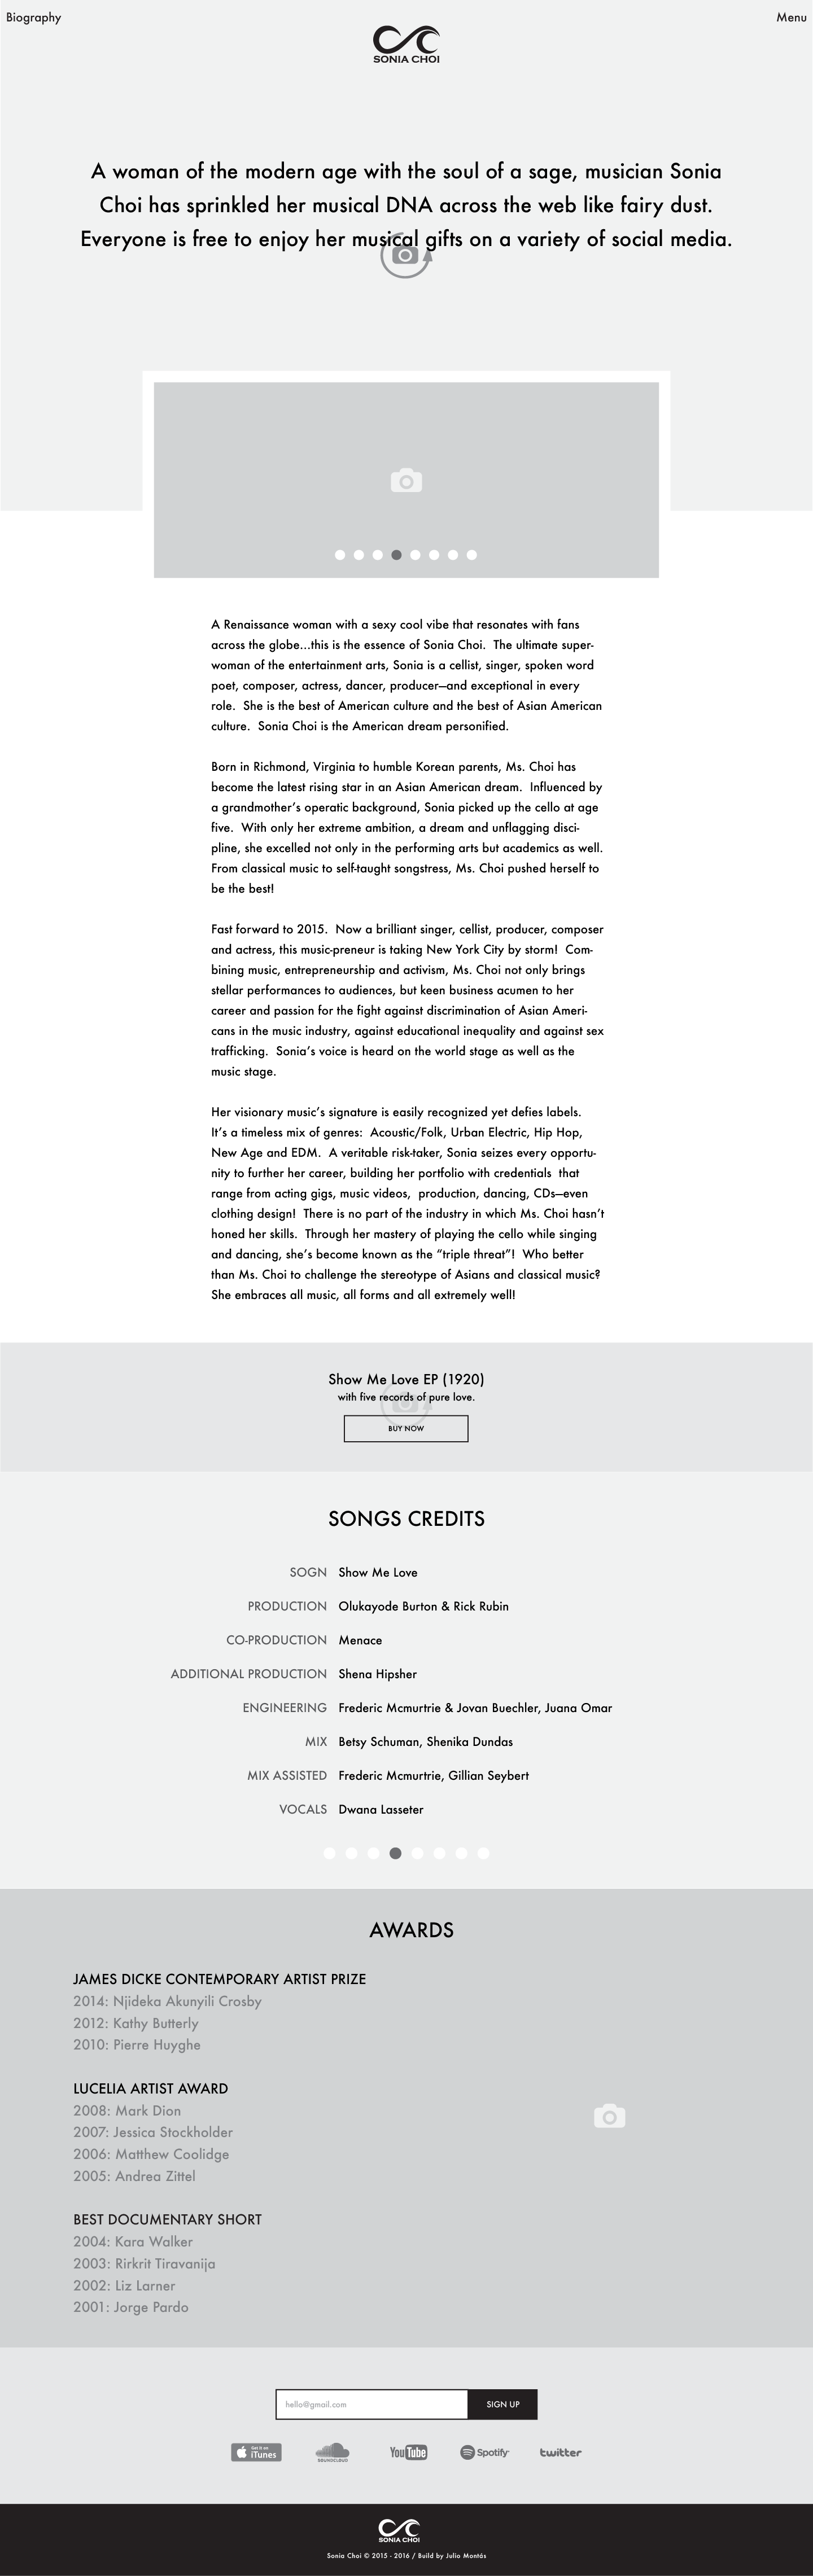 Biography
Menu
SONIA CHOI
A woman of the modern age with the soul of a sage, musician Sonia
Choi has sprinkled her musical DNA across the web like fairy dust.
Everyone is free to enjoy her musical gifts on a variety of social media.
A Renaissance woman with a sexy cool vibe that resonates with fans
across the globe...this is the essence of Sonia Choi.  The ultimate super-
woman of the entertainment arts, Sonia is a cellist, singer, spoken word
poet, composer, actress, dancer, producer—and exceptional in every
role.  She is the best of American culture and the best of Asian American
culture.  Sonia Choi is the American dream personified.
Born in Richmond, Virginia to humble Korean parents, Ms. Choi has
become the latest rising star in an Asian American dream.  Influenced by
a grandmother's operatic background, Sonia picked up the cello at age
five.  With only her extreme ambition, a dream and unflagging disci-
pline, she excelled not only in the performing arts but academics as well.
From classical music to self-taught songstress, Ms. Choi pushed herself to
be the best!
Fast forward to 2015.  Now a brilliant singer, cellist, producer, composer
and actress, this music-preneur is taking New York City by storm!  Com-
bining music, entrepreneurship and activism, Ms. Choi not only brings
stellar performances to audiences, but keen business acumen to her
career and passion for the fight against discrimination of Asian Ameri-
cans in the music industry, against educational inequality and against sex
trafficking.  Sonia's voice is heard on the world stage as well as the
music stage.
Her visionary music's signature is easily recognized yet defies labels.
It's a timeless mix of genres:  Acoustic/Folk, Urban Electric, Hip Hop,
New Age and EDM.  A veritable risk-taker, Sonia seizes every opportu-
nity to further her career, building her portfolio with credentials  that
range from acting gigs, music videos,  production, dancing, CDs—even
clothing design!  There is no part of the industry in which Ms. Choi hasn't
honed her skills.  Through her mastery of playing the cello while singing
and dancing, she's become known as the "triple threat"!  Who better
than Ms. Choi to challenge the stereotype of Asians and classical music?
She embraces all music, all forms and all extremely well!
Show Me Love EP (1920)
with five records of pure love.
BUY NOW
SONGS CREDITS
SOGN Show Me Love
PRODUCTION Olukayode Burton & Rick Rubin
CO-PRODUCTION Menace
ADDITIONAL PRODUCTION Shena Hipsher
ENGINEERING Frederic Mcmurtrie & Jovan Buechler, Juana Omar
MIX Betsy Schuman, Shenika Dundas
MIX ASSISTED Frederic Mcmurtrie, Gillian Seybert
VOCALS Dwana Lasseter
AWARDS
JAMES DICKE CONTEMPORARY ARTIST PRIZE
2014: Njideka Akunyili Crosby
2012: Kathy Butterly
2010: Pierre Huyghe
LUCELIA ARTIST AWARD
2008: Mark Dion
2007: Jessica Stockholder
2006: Matthew Coolidge
2005: Andrea Zittel
BEST DOCUMENTARY SHORT
2004: Kara Walker
2003: Rirkrit Tiravanija
2002: Liz Larner
2001: Jorge Pardo
hello@gmail.com
SIGN UP
Get it on
iTunes
SOUNDCLOUD
YouTube
Spotify
twitter
SONIA CHOI
Sonia Choi © 2015 - 2016 / Build by Julio Montás